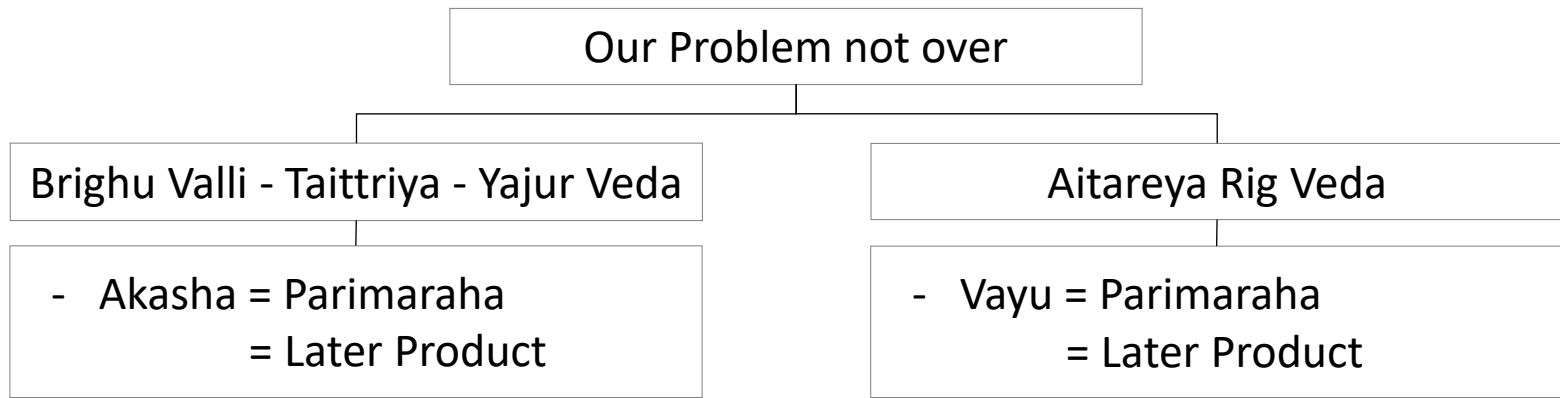 Our Problem not over
Brighu Valli - Taittriya - Yajur Veda
- Akasha = Parimaraha
= Later Product
Aitareya Rig Veda
- Vayu = Parimaraha
= Later Product